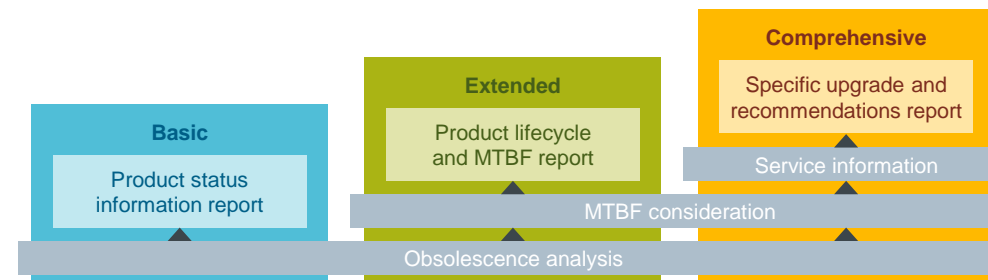 Basic
Product status
information report
Extended
Product lifecycle
and MTBF report
Comprehensive
Specific upgrade and
recommendations report
Service information
MTBF consideration
Obsolescence analysis